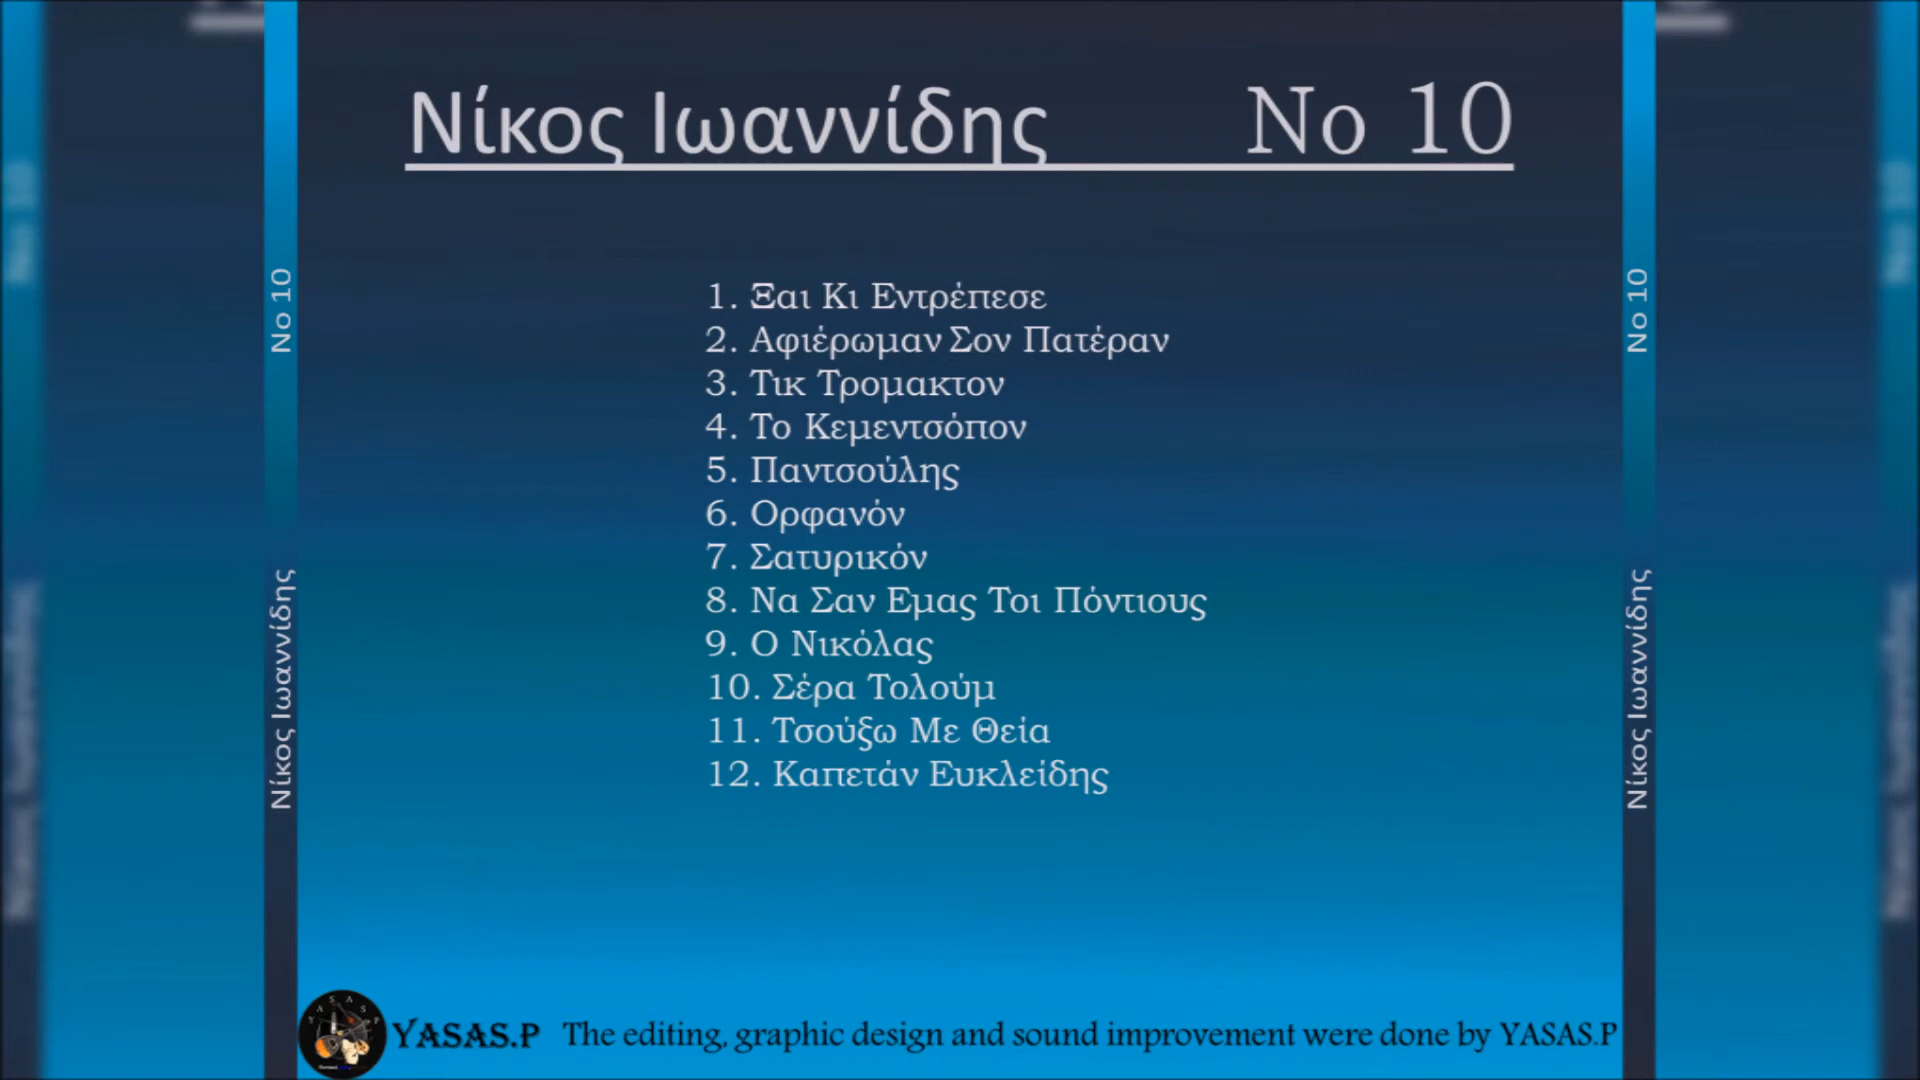 Νίκος Ιωαννίδης No 10
1. Ξαι Κι Εντρέπεσε
2. Αφιέρωμαν Σον Πατέραν
3. Τικ Τρομακτον
4. Το Κεμεντσόπον
5. Παντσούλης
6. Ορφανόν
7. Σατυρικόν
8. Να Σαν Εμας Τοι Πόντιους
9. Ο Νικόλας
10. Σέρα Τολούμ
11. Τσούξω Με Θεία
12. Καπετάν Ευκλείδης
No 10
Νίκος Ιωαννίδης
No 10
Νίκος Ιωαννίδης
YASAS.P The editing, graphic design and sound improvement were done by YASAS.P